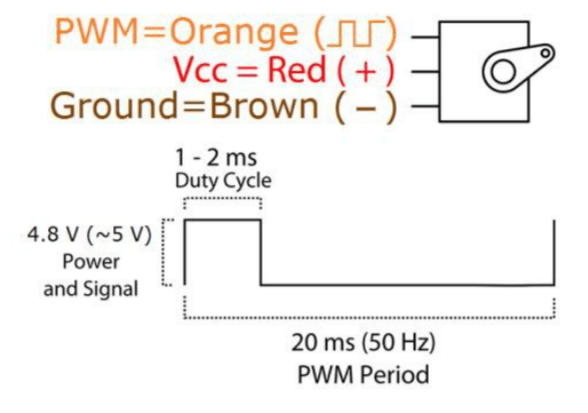 PWM=Orange (⎍⎍)
Vcc = Red ( + )
Ground=Brown ( − )
1 - 2 ms
Duty Cycle
4.8 V (~5 V)
Power
and Signal
20 ms (50 Hz)
PWM Period